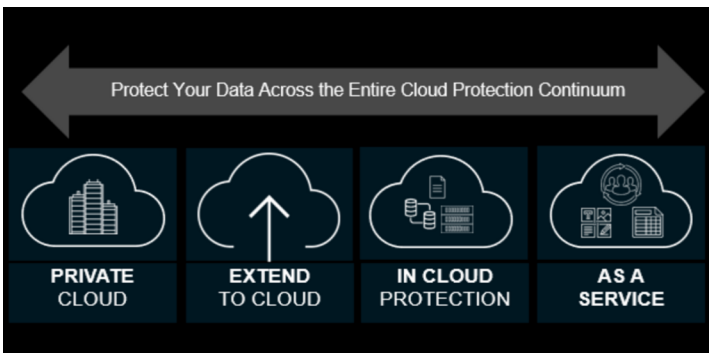 Protect Your Data Across the Entire Cloud Protection Continuum
PRIVATE
CLOUD
EXTEND
TO CLOUD
IN CLOUD
PROTECTION
AS A
SERVICE